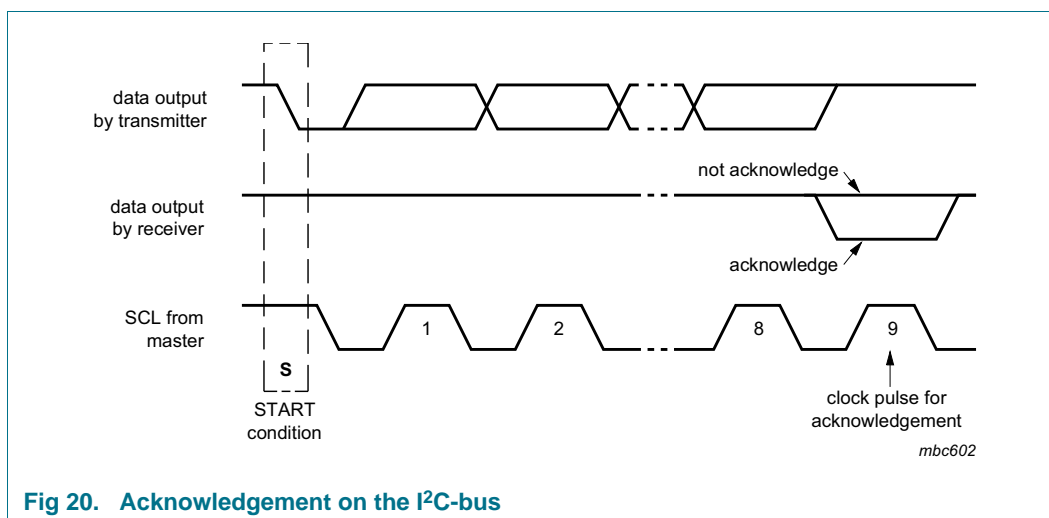 data output
by transmitter
not acknowledge
data output
by receiver
acknowledge
SCL from
master
1
2
8
9
S
START
condition
clock pulse for
acknowledgement
mbc602
Fig 20. Acknowledgement on the I²C-bus